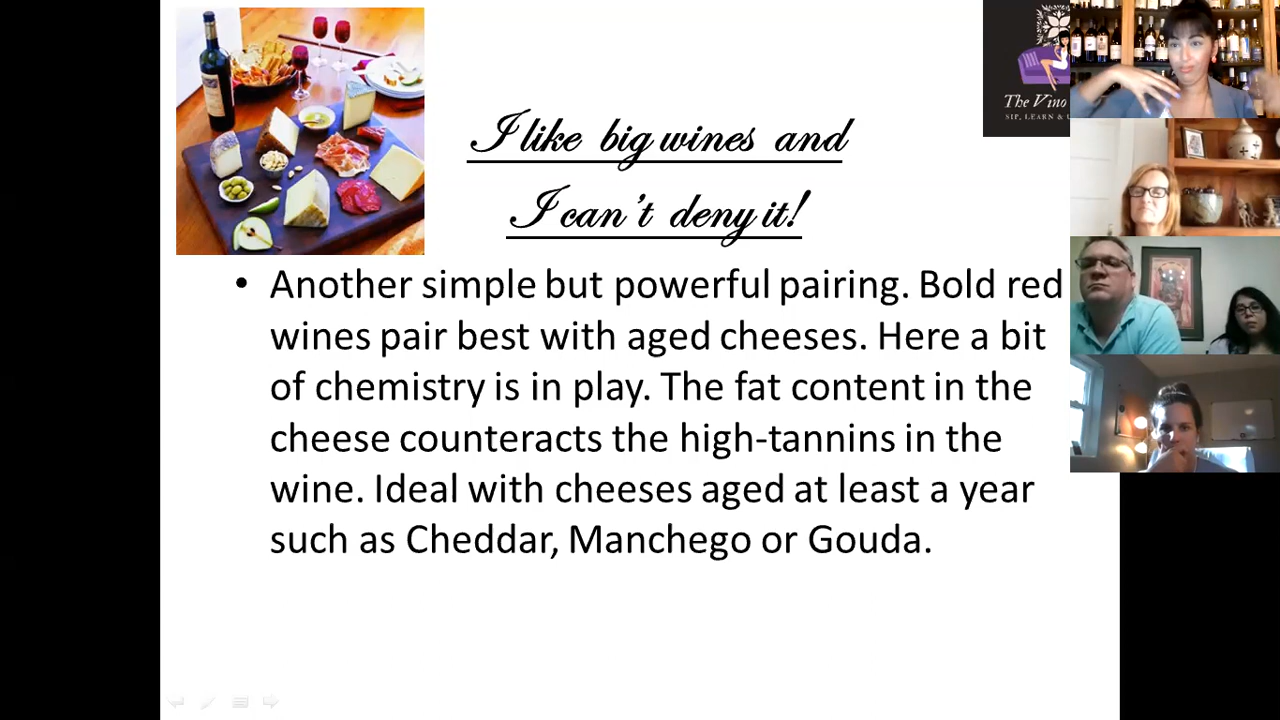 I like big wines and
I can't deny it!
The Vino
SIP, LEARN &
• Another simple but powerful pairing. Bold red
wines pair best with aged cheeses. Here a bit
of chemistry is in play. The fat content in the
cheese counteracts the high-tannins in the
wine. Ideal with cheeses aged at least a year
such as Cheddar, Manchego or Gouda.